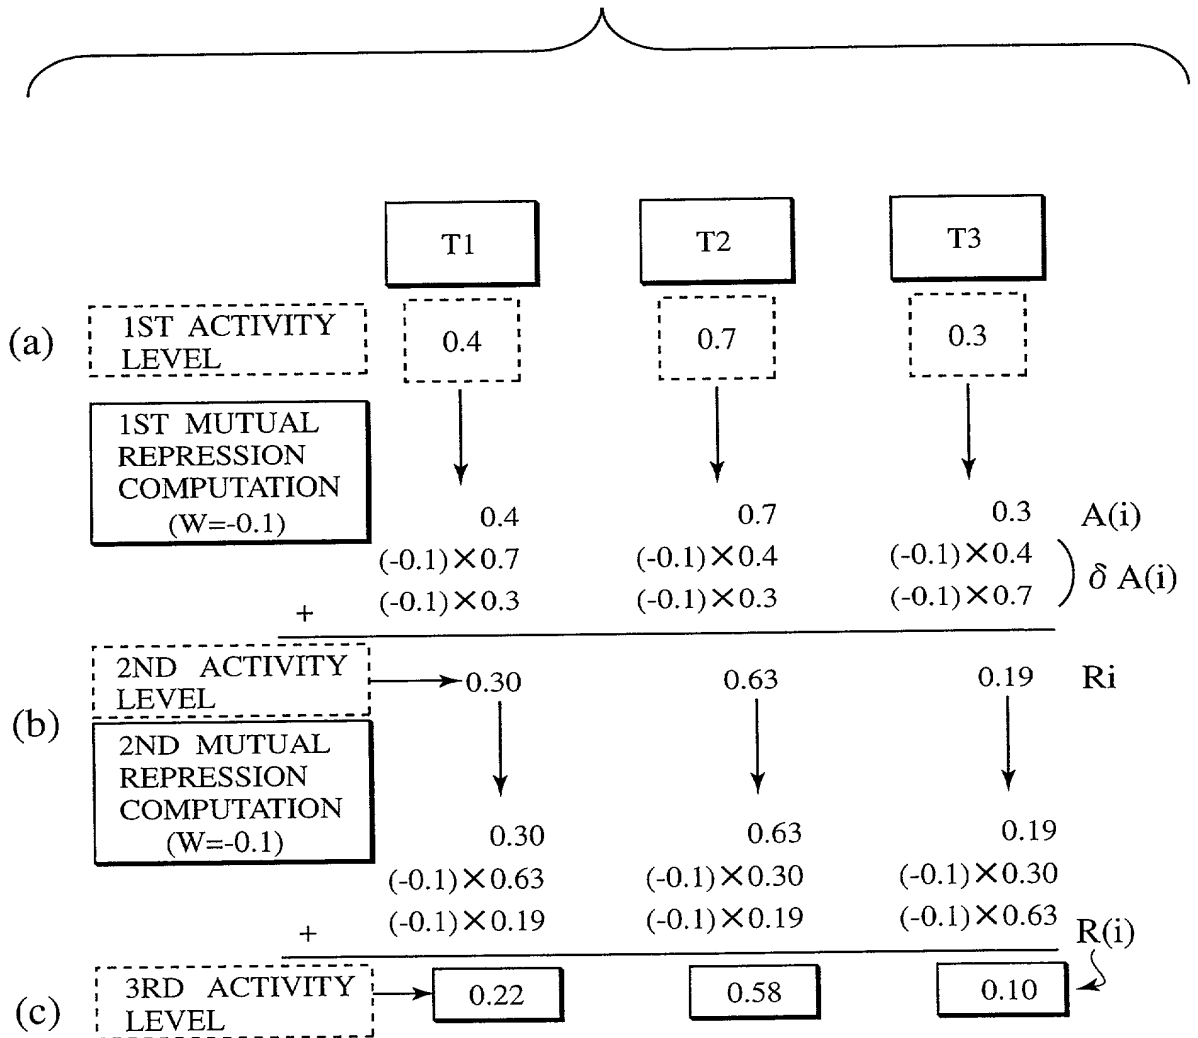 T1 T2 T3
(a)
1ST ACTIVITY
LEVEL
0.4 0.7 0.3
1ST MUTUAL
REPRESSION
COMPUTATION
(W=-0.1)
0.4 0.7 0.3 A(i)
(-0.1)×0.7 (-0.1)×0.4 (-0.1)×0.4
δ A(i)
(-0.1)×0.3 (-0.1)×0.3 (-0.1)×0.7
+
2ND ACTIVITY
LEVEL
0.30 0.63 0.19 Ri
(b)
2ND MUTUAL
REPRESSION
COMPUTATION
(W=-0.1)
0.30 0.63 0.19
(-0.1)×0.63 (-0.1)×0.30 (-0.1)×0.30
(-0.1)×0.19 (-0.1)×0.19 (-0.1)×0.63
+
R(i)
(c)
3RD ACTIVITY
LEVEL
0.22 0.58 0.10